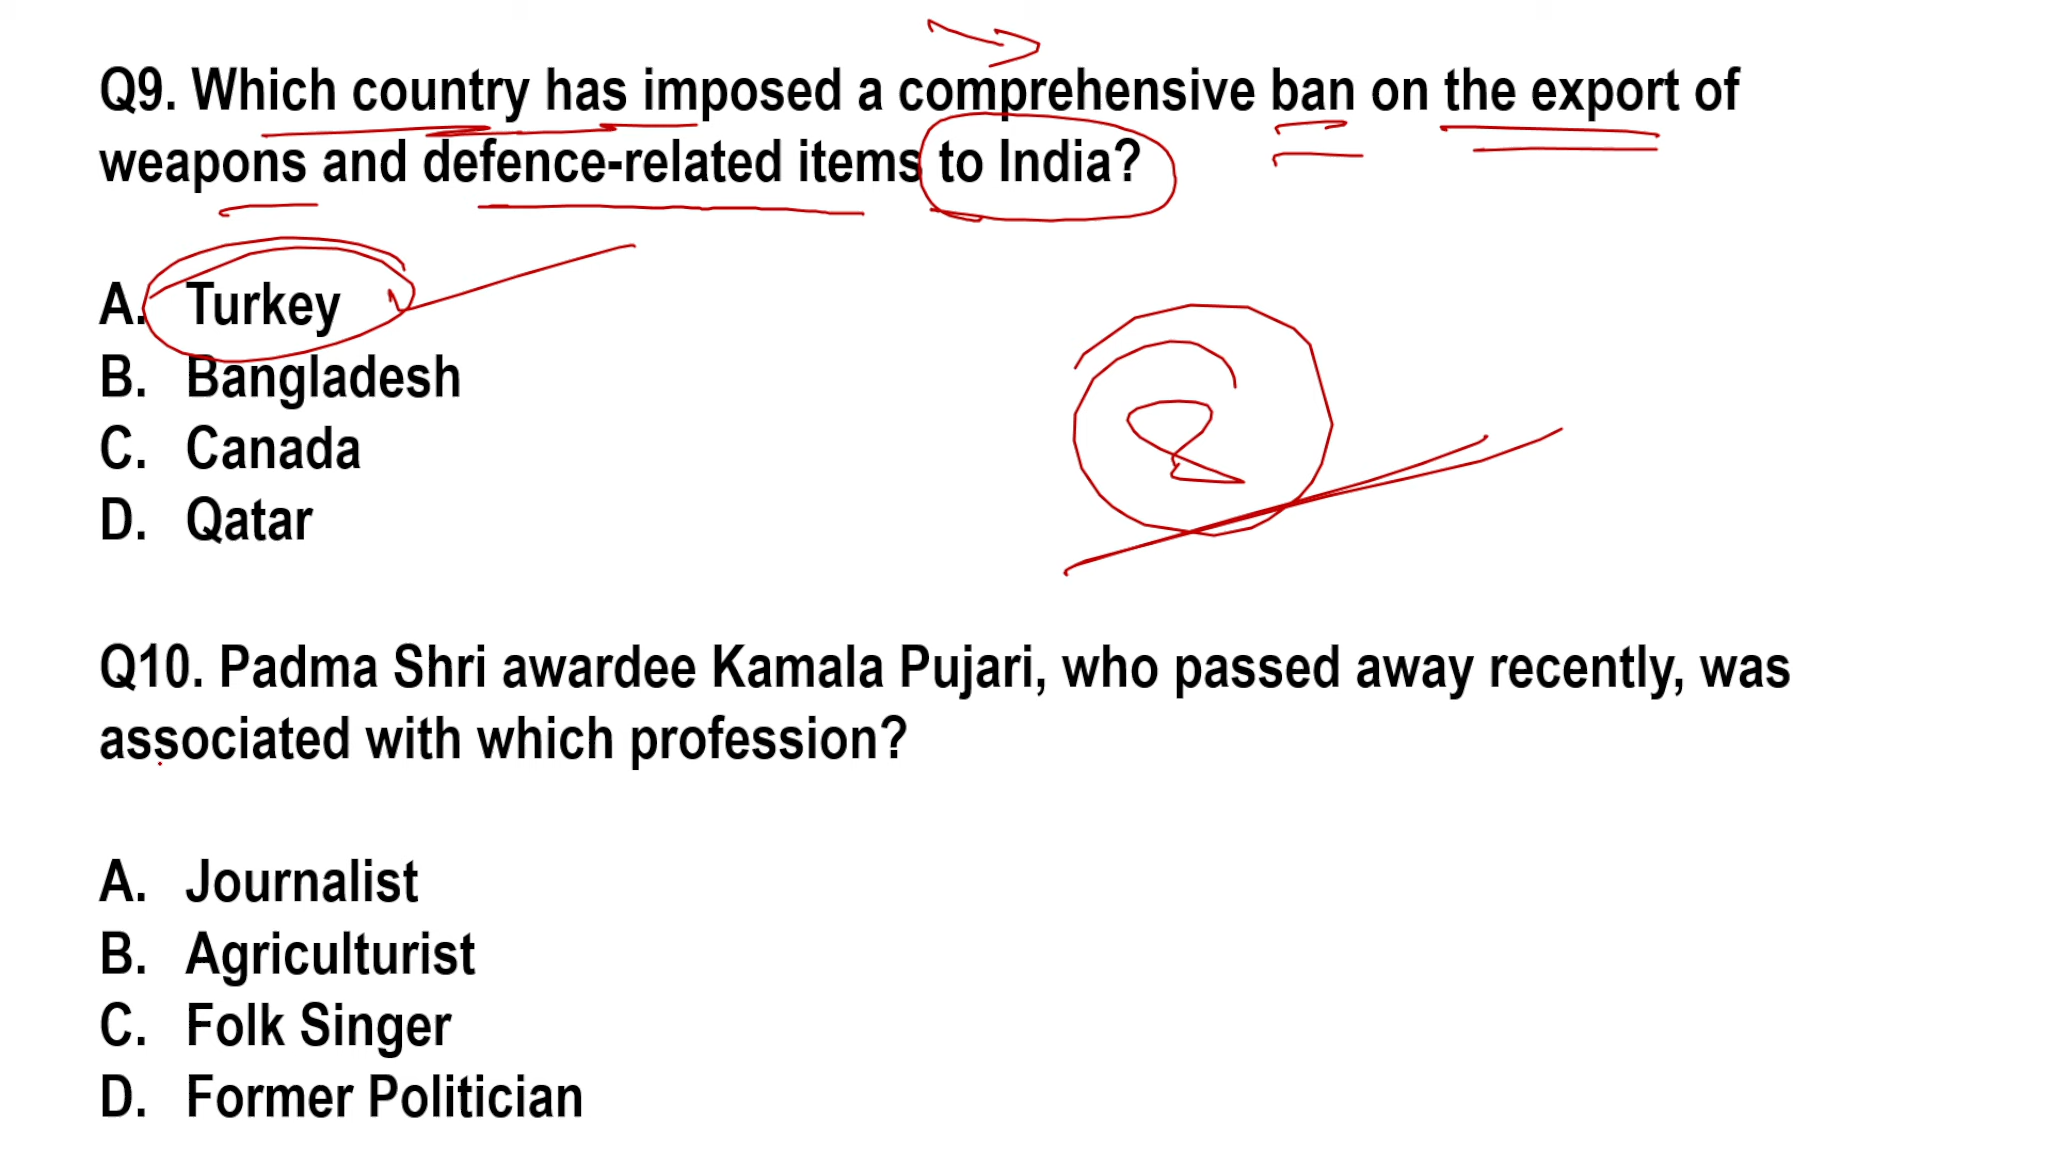 Q9. Which country has imposed a comprehensive ban on the export of
weapons and defence-related items to India?
A. Turkey
B. Bangladesh
C. Canada
D. Qatar
Q10. Padma Shri awardee Kamala Pujari, who passed away recently, was
associated with which profession?
A. Journalist
B. Agriculturist
C. Folk Singer
D. Former Politician